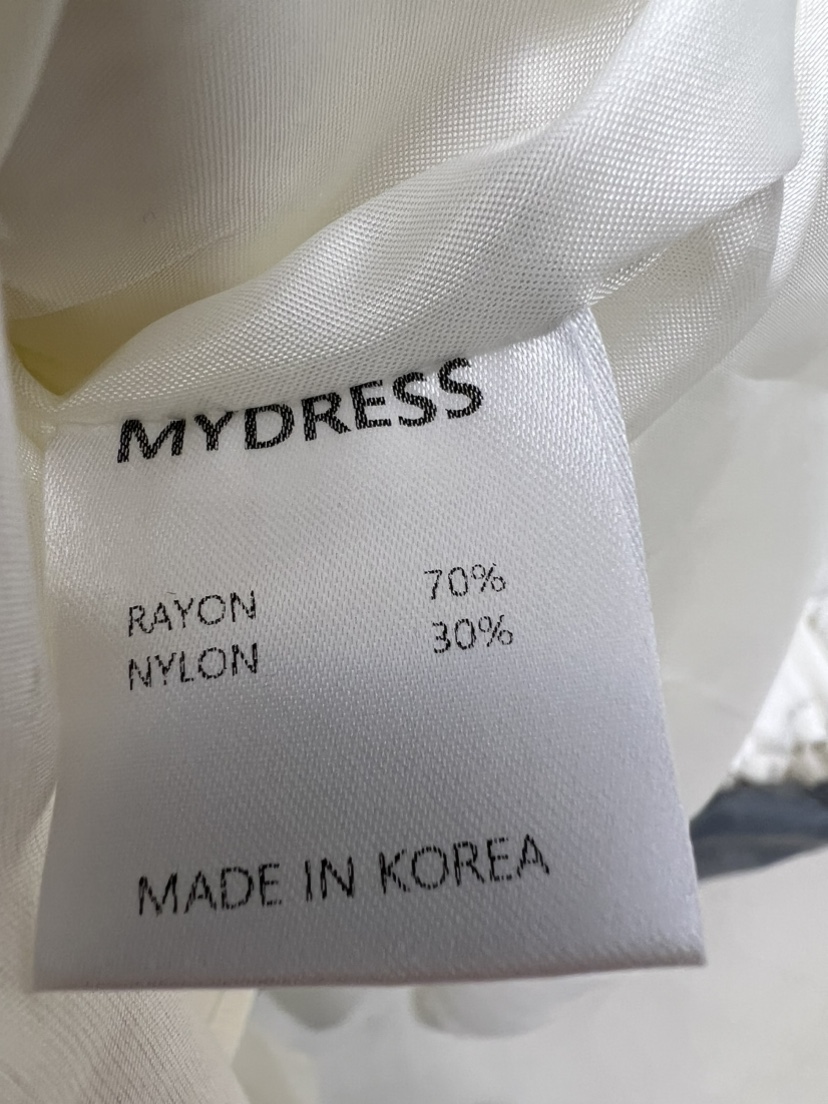 MYDRESS
RAYON 70%
NYLON 30%
MADE IN KOREA